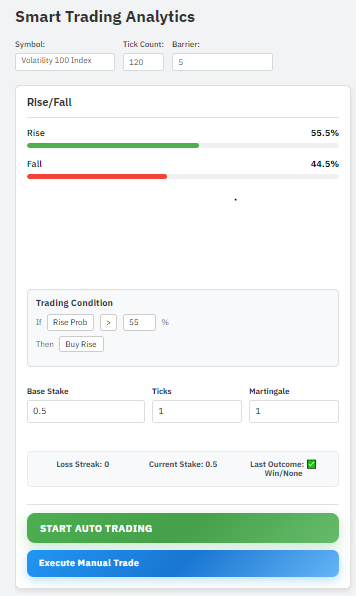 Smart Trading Analytics
Symbol: Tick Count: Barrier:
Volatility 100 Index 120 5
Rise/Fall
Rise 55.5%
Fall 44.5%
Trading Condition
If Rise Prob > 55 %
Then Buy Rise
Base Stake Ticks Martingale
0.5 1 1
Loss Streak: 0 Current Stake: 0.5 Last Outcome: ✅
Win/None
START AUTO TRADING
Execute Manual Trade